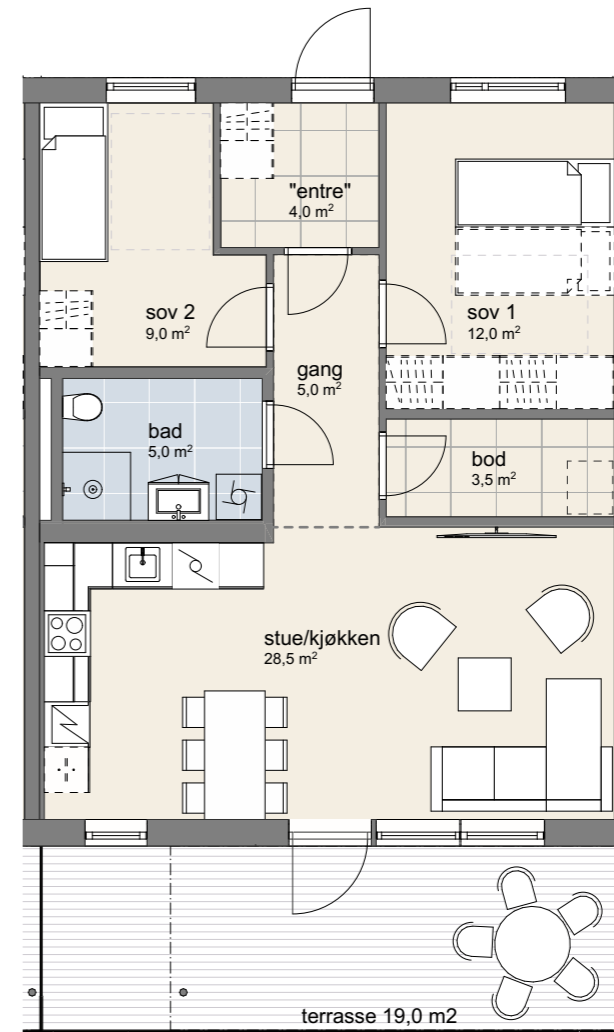 "entre"
4,0 m²
sov 2
9,0 m²
sov 1
12,0 m²
gang
5,0 m²
bad
5,0 m²
bod
3,5 m²
stue/kjøkken
28,5 m²
terrasse 19,0 m2